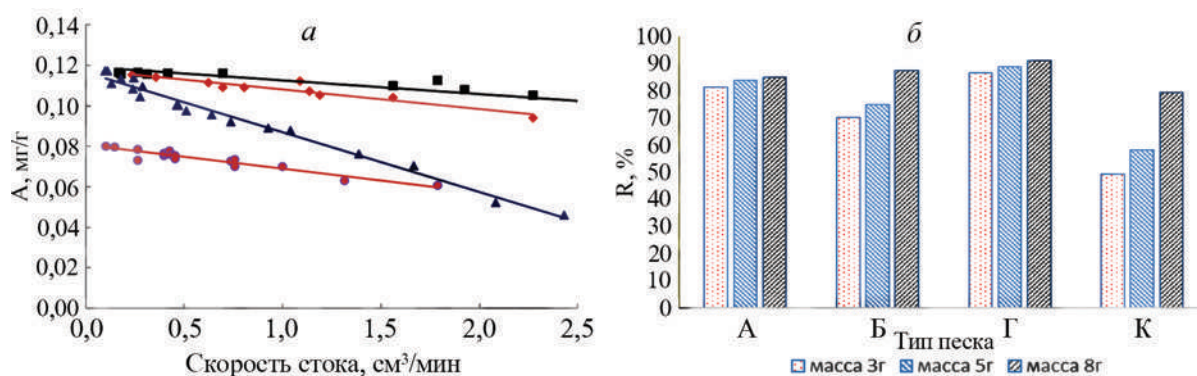 а
А, мг/г
0,14
0,12
0,10
0,08
0,06
0,04
0,02
0,00
0,0 0,5 1,0 1,5 2,0 2,5
Скорость стока, см³/мин
б
R, %
100
90
80
70
60
50
40
30
20
10
0
А Б Г К
Тип песка
масса 3г масса 5г масса 8г